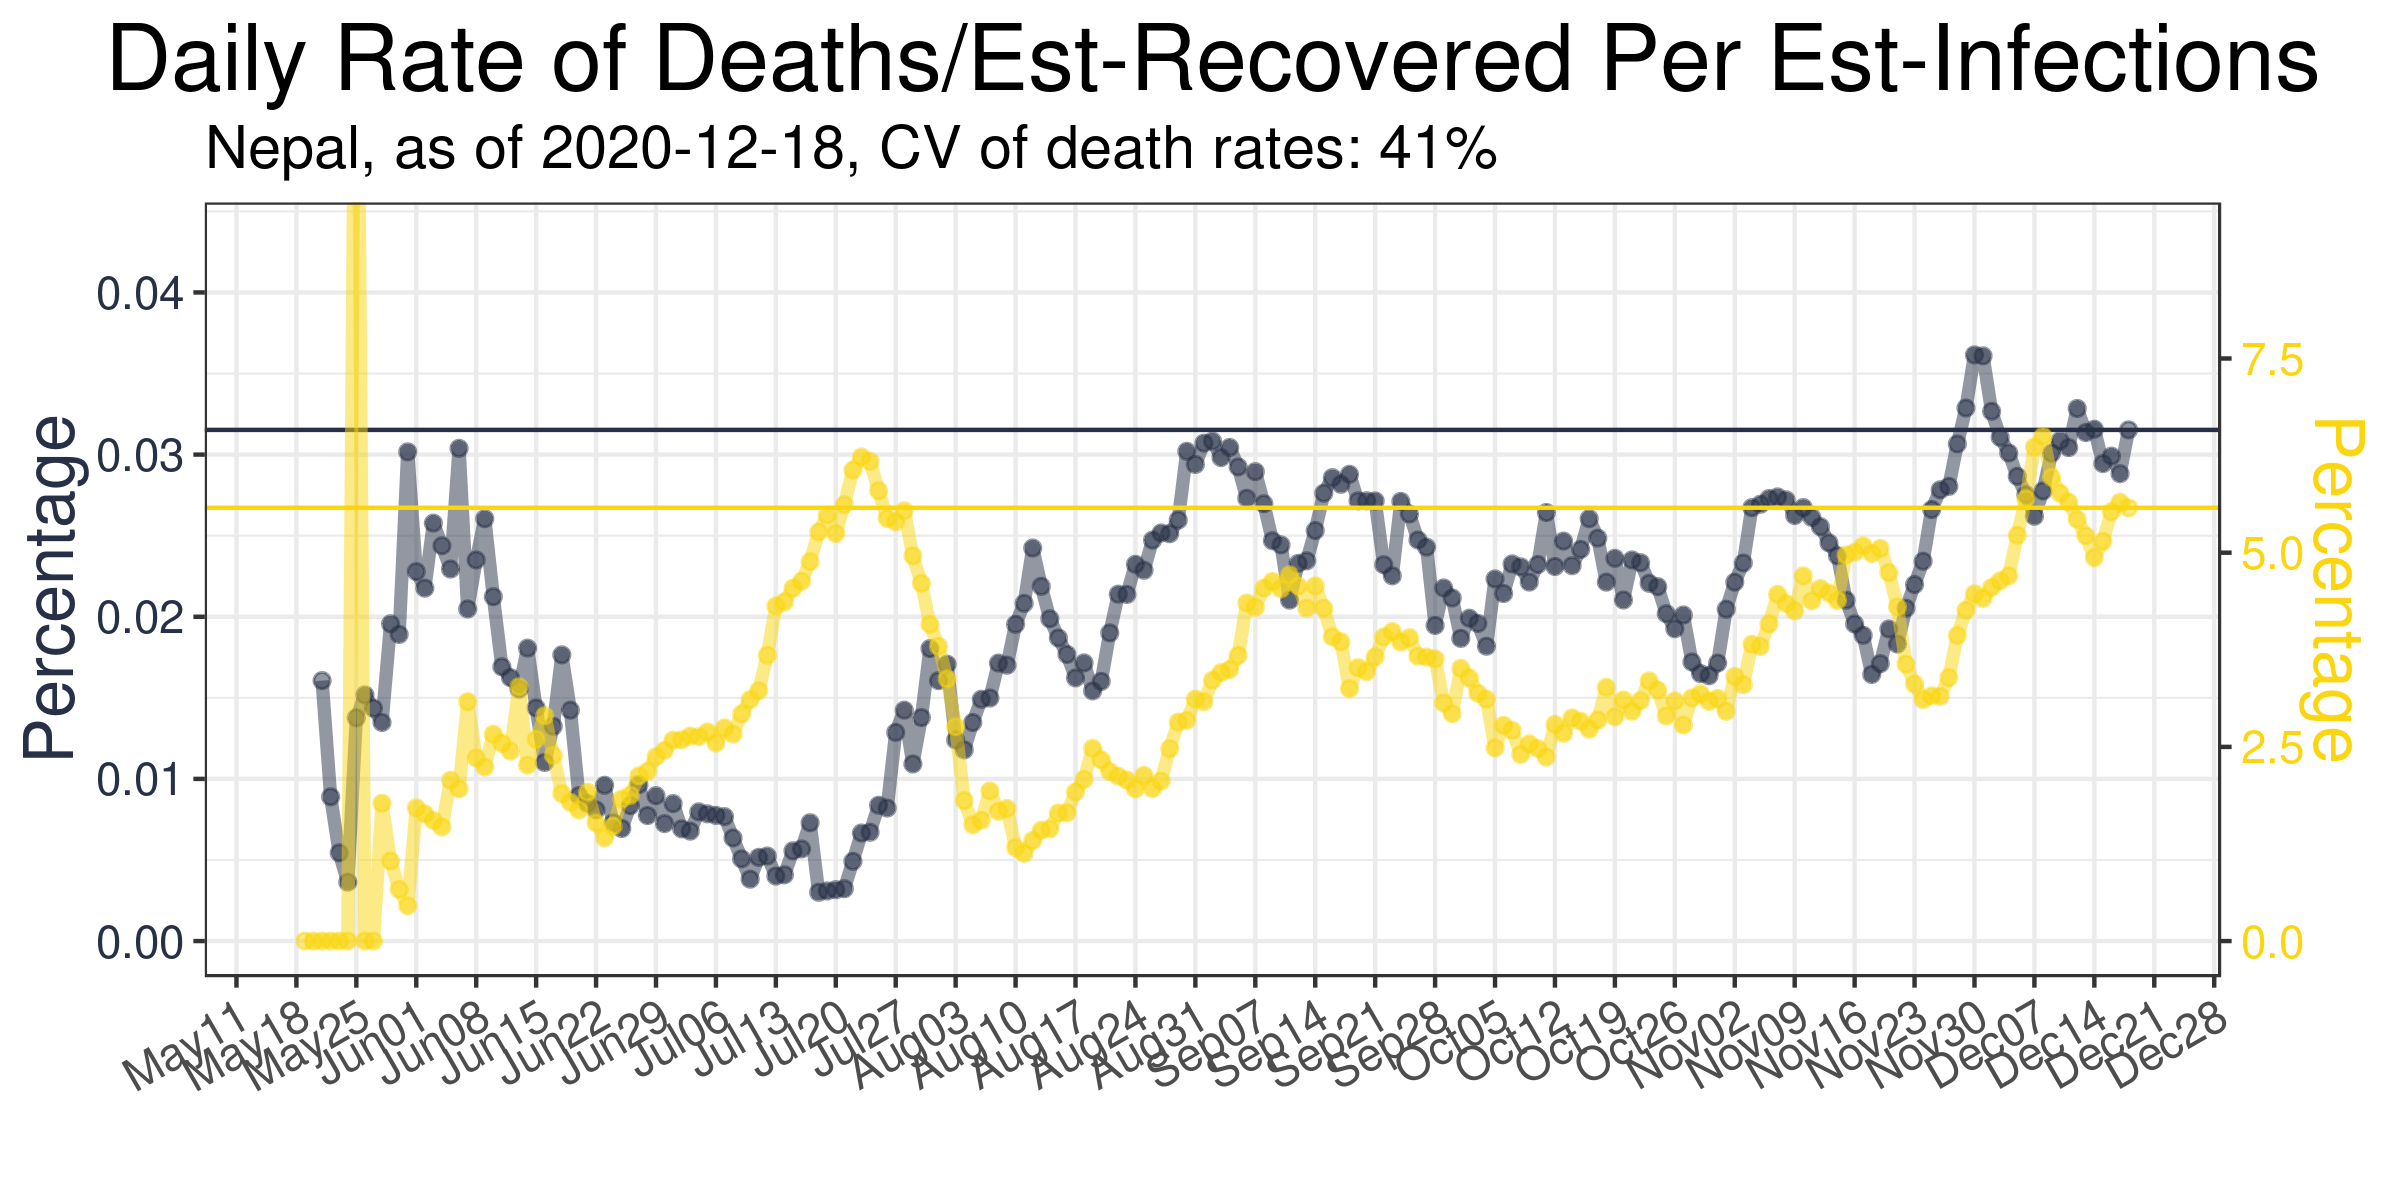 Daily Rate of Deaths/Est-Recovered Per Est-Infections
Nepal, as of 2020-12-18, CV of death rates: 41%
Percentage
0.04
0.03
0.02
0.01
0.00
7.5
5.0
2.5
0.0
Percentage
May11
May18
May25
Jun01
Jun08
Jun15
Jun22
Jun29
Jul06
Jul13
Jul20
Jul27
Aug03
Aug10
Aug17
Aug24
Aug31
Sep07
Sep14
Sep21
Sep28
Oct05
Oct12
Oct19
Oct26
Nov02
Nov09
Nov16
Nov23
Nov30
Dec07
Dec14
Dec21
Dec28